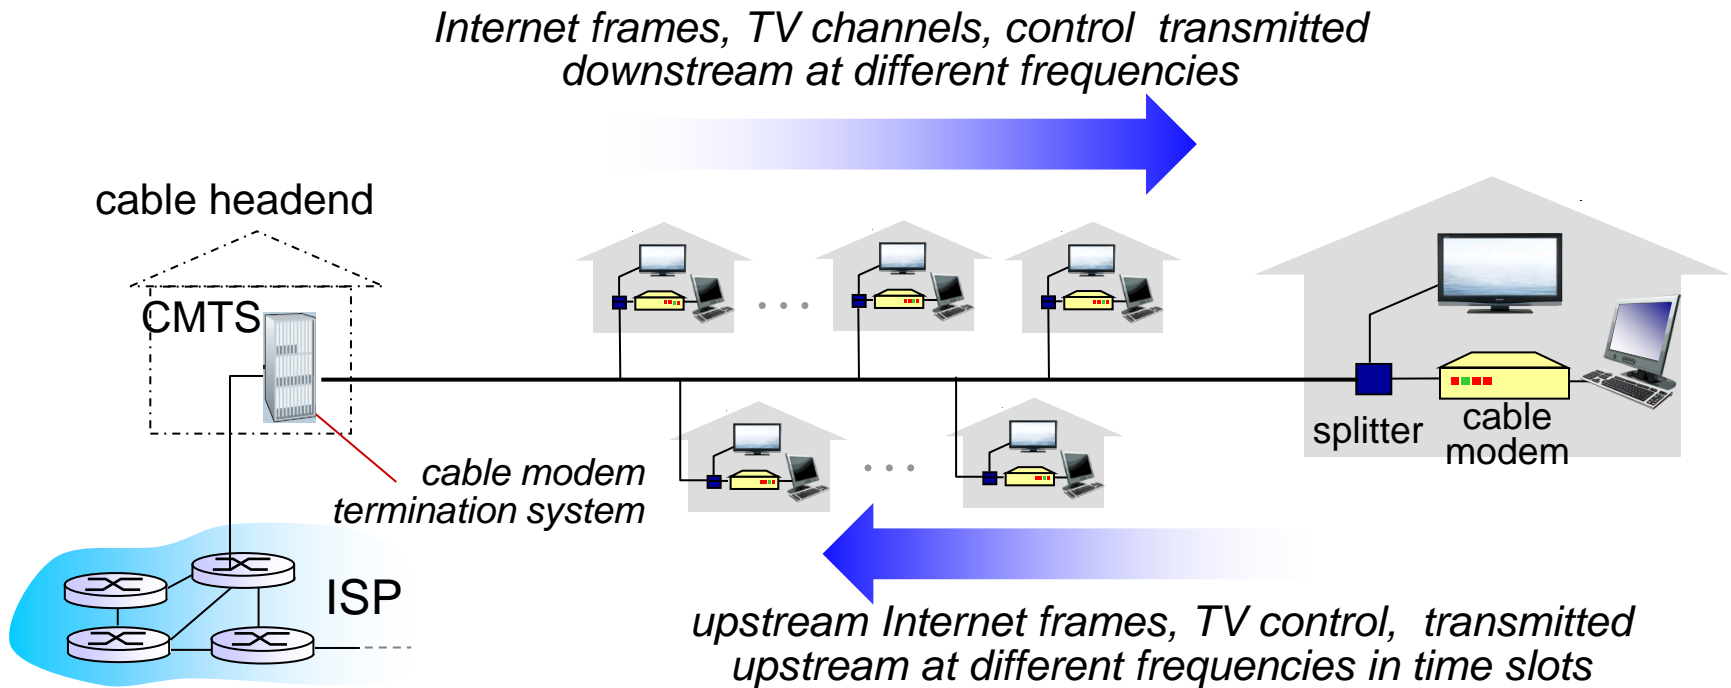 Internet frames, TV channels, control transmitted
downstream at different frequencies
cable headend
CMTS
cable modem
termination system
splitter
cable
modem
ISP
upstream Internet frames, TV control, transmitted
upstream at different frequencies in time slots